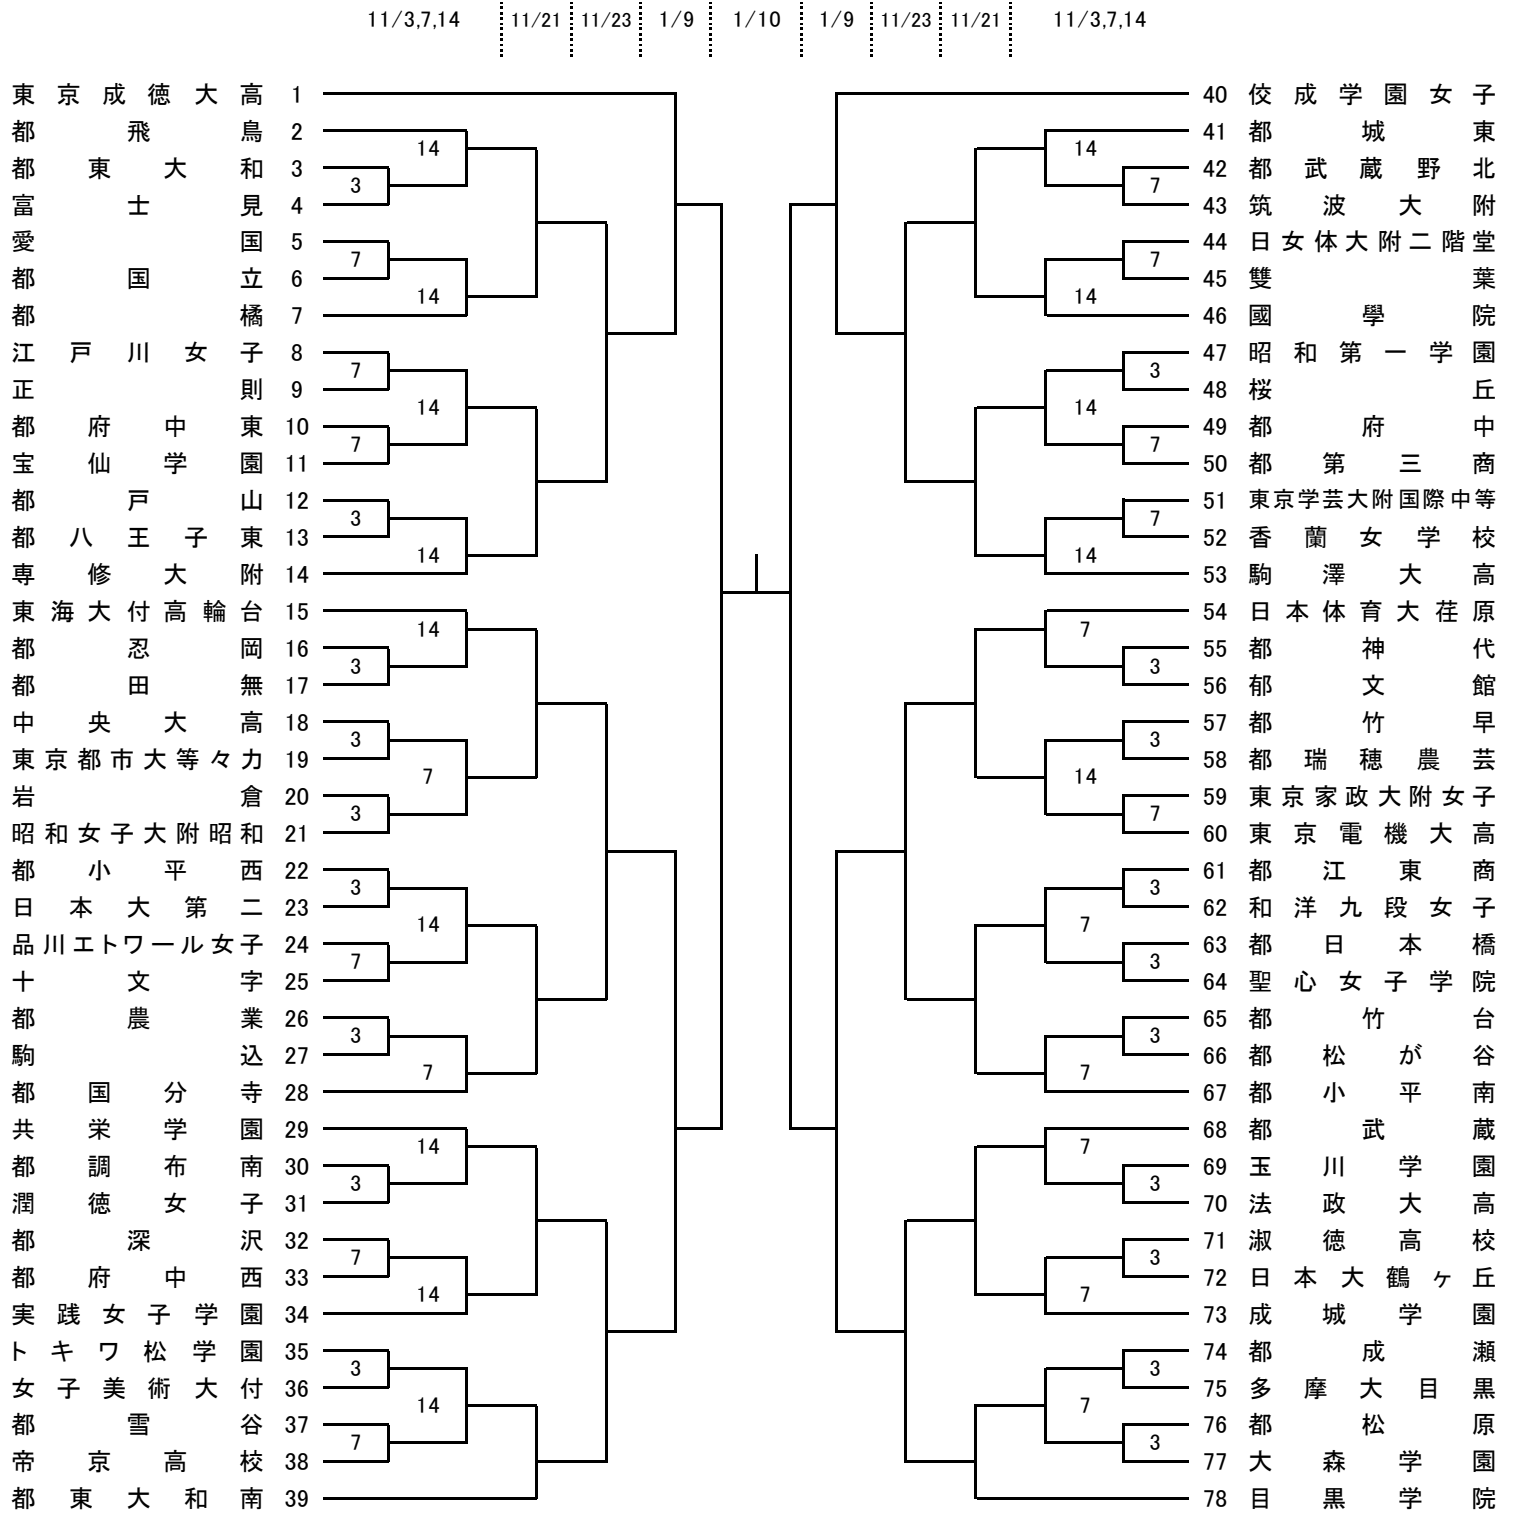 11/3,7,14 11/21 11/23 1/9 1/10 1/9 11/23 11/21 11/3,7,14
東京成徳大高 1 40 佼成学園女子
都飛鳥 2 41 都城東
14 14
都東大和 3 42 都武蔵野北
3 7
富士見 4 43 筑波大附
愛国 5 44 日女体大附二階堂
7 7
都国立 6 45 雙葉
14 14
都橘 7 46 國學院
江戸川女子 8 47 昭和第一学園
7 3
正則 9 48 桜丘
14 14
都府中東 10 49 都府中
7 7
宝仙学園 11 50 都第三商
都戸山 12 51 東京学芸大附国際中等
3 7
都八王子東 13 52 香蘭女学校
14 14
専修大附 14 53 駒澤大高
東海大付高輪台 15 54 日本体育大荏原
14 7
都忍岡 16 55 都神代
3 3
都田無 17 56 郁文館
中央大高 18 57 都竹早
3 3
東京都市大等々力 19 58 都瑞穂農芸
7 14
岩倉 20 59 東京家政大附女子
3 7
昭和女子大附昭和 21 60 東京電機大高
都小平西 22 61 都江東商
3 3
日本大第二 23 62 和洋九段女子
14 7
品川エトワール女子 24 63 都日本橋
7 3
十文字 25 64 聖心女子学院
都農業 26 65 都竹台
3 3
駒込 27 66 都松が谷
7 7
都国分寺 28 67 都小平南
共栄学園 29 68 都武蔵
14 7
都調布南 30 69 玉川学園
3 3
潤徳女子 31 70 法政大高
都深沢 32 71 淑徳高校
7 3
都府中西 33 72 日本大鶴ヶ丘
14 7
実践女子学園 34 73 成城学園
トキワ松学園 35 74 都成瀬
3 3
女子美術大付 36 75 多摩大目黒
14 7
都雪谷 37 76 都松原
7 3
帝京高校 38 77 大森学園
都東大和南 39 78 目黒学院